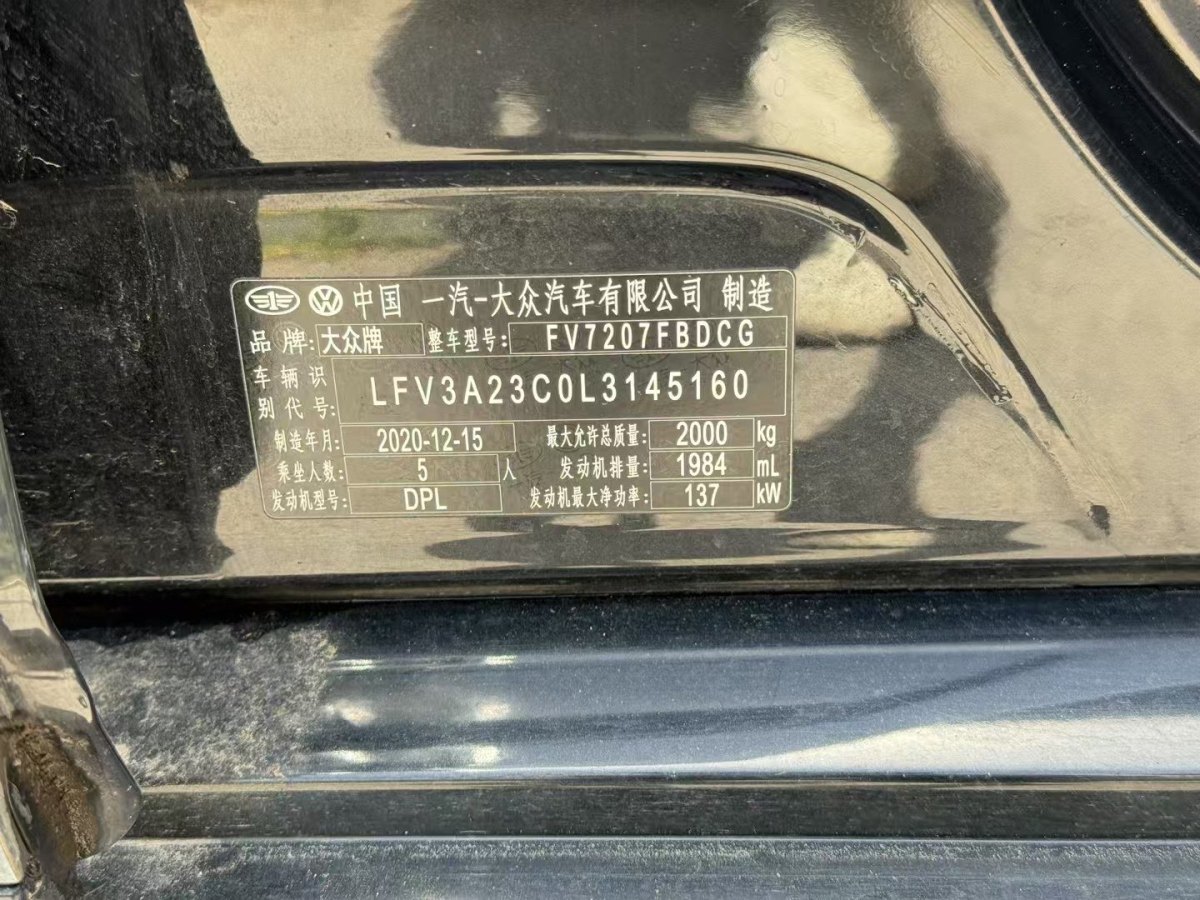 中国 一汽-大众汽车有限公司 制造
品牌: 大众牌 整车型号: FV7207FBDCG
车辆识别代号: LFV3A23C0L3145160
制造年月: 2020-12-15 最大允许总质量: 2000 kg
乘坐人数: 5 人 发动机排量: 1984 mL
发动机型号: DPL 发动机最大净功率: 137 kW